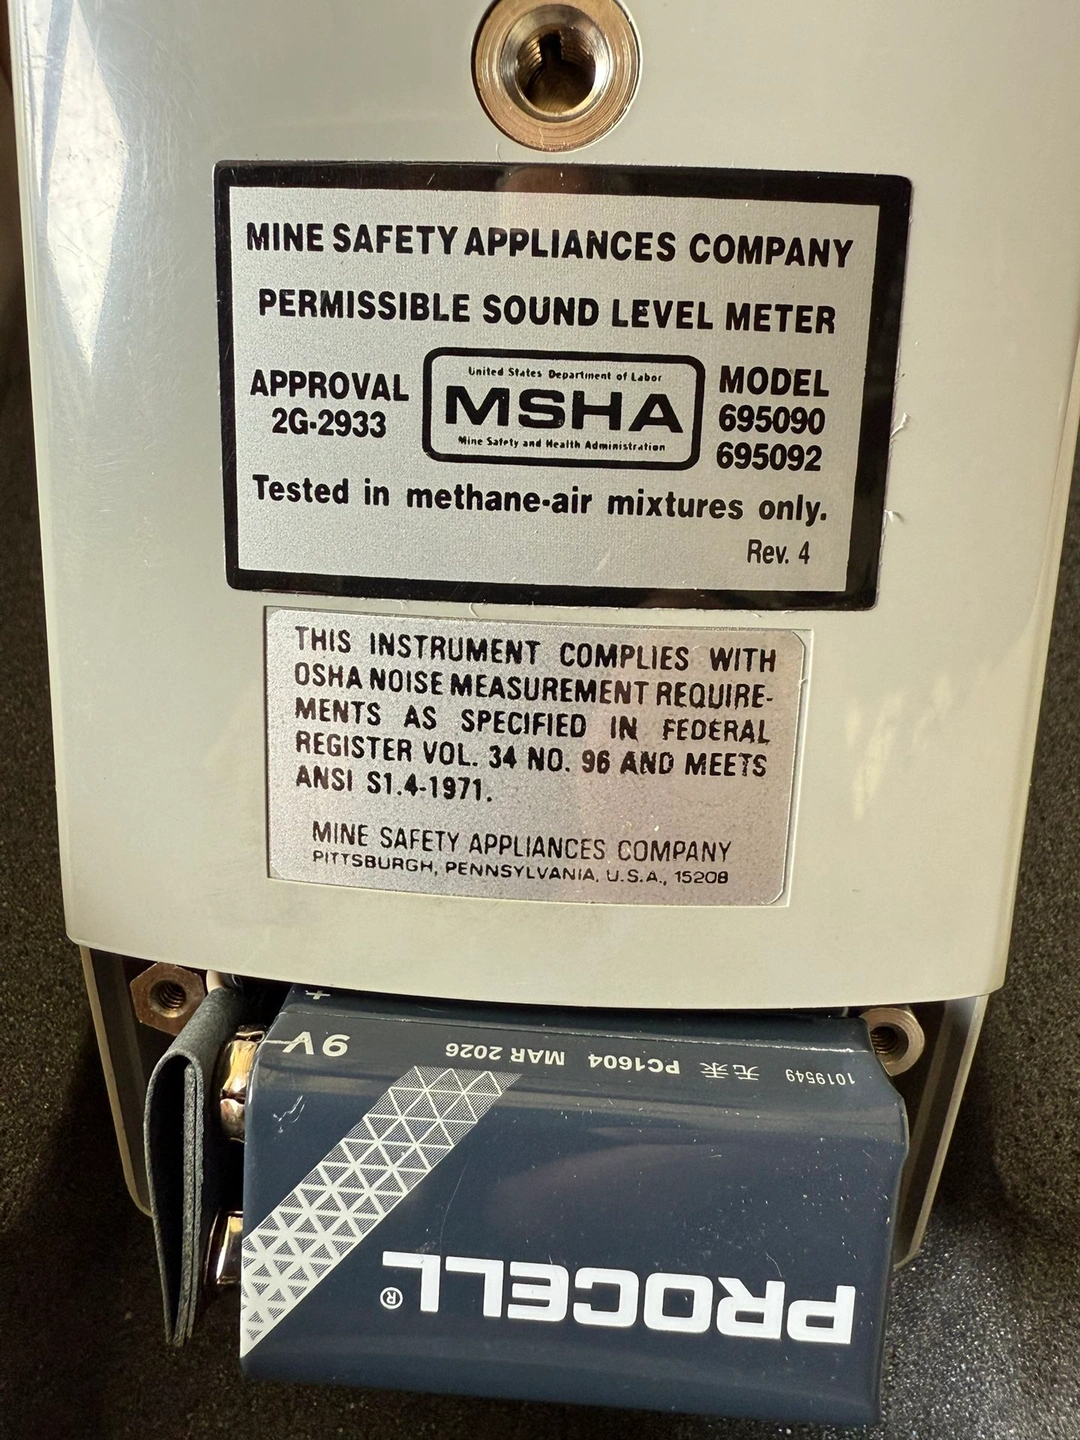 MINE SAFETY APPLIANCES COMPANY
PERMISSIBLE SOUND LEVEL METER
APPROVAL
2G-2933
United States Department of Labor
MSHA
Mine Safety and Health Administration
MODEL
695090
695092
Tested in methane-air mixtures only.
Rev. 4
THIS INSTRUMENT COMPLIES WITH
OSHA NOISE MEASUREMENT REQUIRE-
MENTS AS SPECIFIED IN FEDERAL
REGISTER VOL. 34 NO. 96 AND MEETS
ANSI S1.4-1971.
MINE SAFETY APPLIANCES COMPANY
PITTSBURGH, PENNSYLVANIA, U.S.A., 15208
+
9V
1019549 无汞 PC1604 MAR 2026
PROCELL®